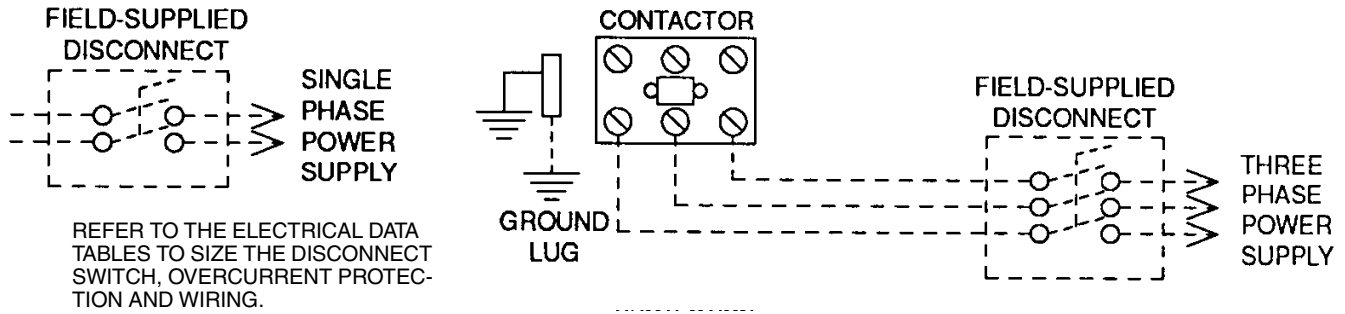 FIELD-SUPPLIED
DISCONNECT
SINGLE
PHASE
POWER
SUPPLY
REFER TO THE ELECTRICAL DATA
TABLES TO SIZE THE DISCONNECT
SWITCH, OVERCURRENT PROTEC-
TION AND WIRING.
CONTACTOR
GROUND
LUG
FIELD-SUPPLIED
DISCONNECT
THREE
PHASE
POWER
SUPPLY